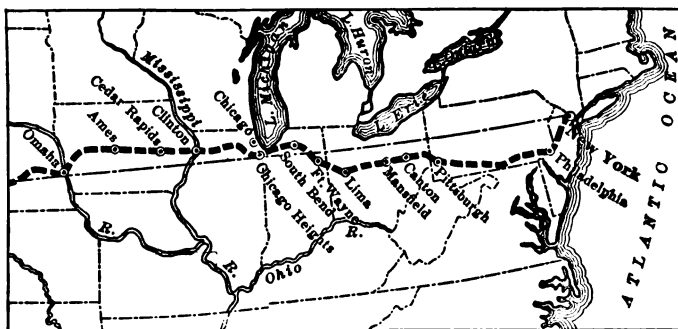 Omaha
Ames
Cedar Rapids
Clinton
Mississippi
Chicago
L. Huron
Erie
Chicago Heights
South Bend
Ft. Wayne
Lima
Mansfield
Canton
Pittsburgh
Philadelphia
New York
R.
R.
Ohio
R.
ATLANTIC OCEAN